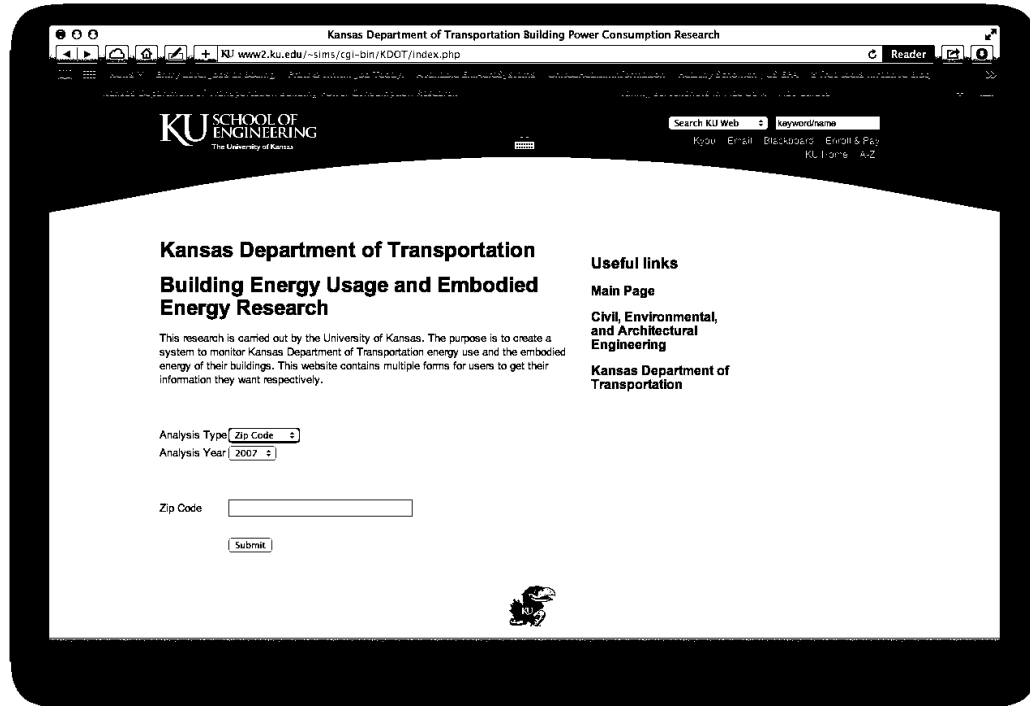 Kansas Department of Transportation Building Power Consumption Research
KU www2.ku.edu/~sims/cgi-bin/KDOT/index.php
Reader
KU SCHOOL OF
ENGINEERING
The University of Kansas
Search KU Web
keyword/name
Kyou Email Blackboard Enroll & Pay
KU Home A-Z
Kansas Department of Transportation
Building Energy Usage and Embodied
Energy Research
This research is carried out by the University of Kansas. The purpose is to create a
system to monitor Kansas Department of Transportation energy use and the embodied
energy of their buildings. This website contains multiple forms for users to get their
information they want respectively.
Useful links
Main Page
Civil, Environmental,
and Architectural
Engineering
Kansas Department of
Transportation
Analysis Type Zip Code
Analysis Year 2007
Zip Code
Submit
KU